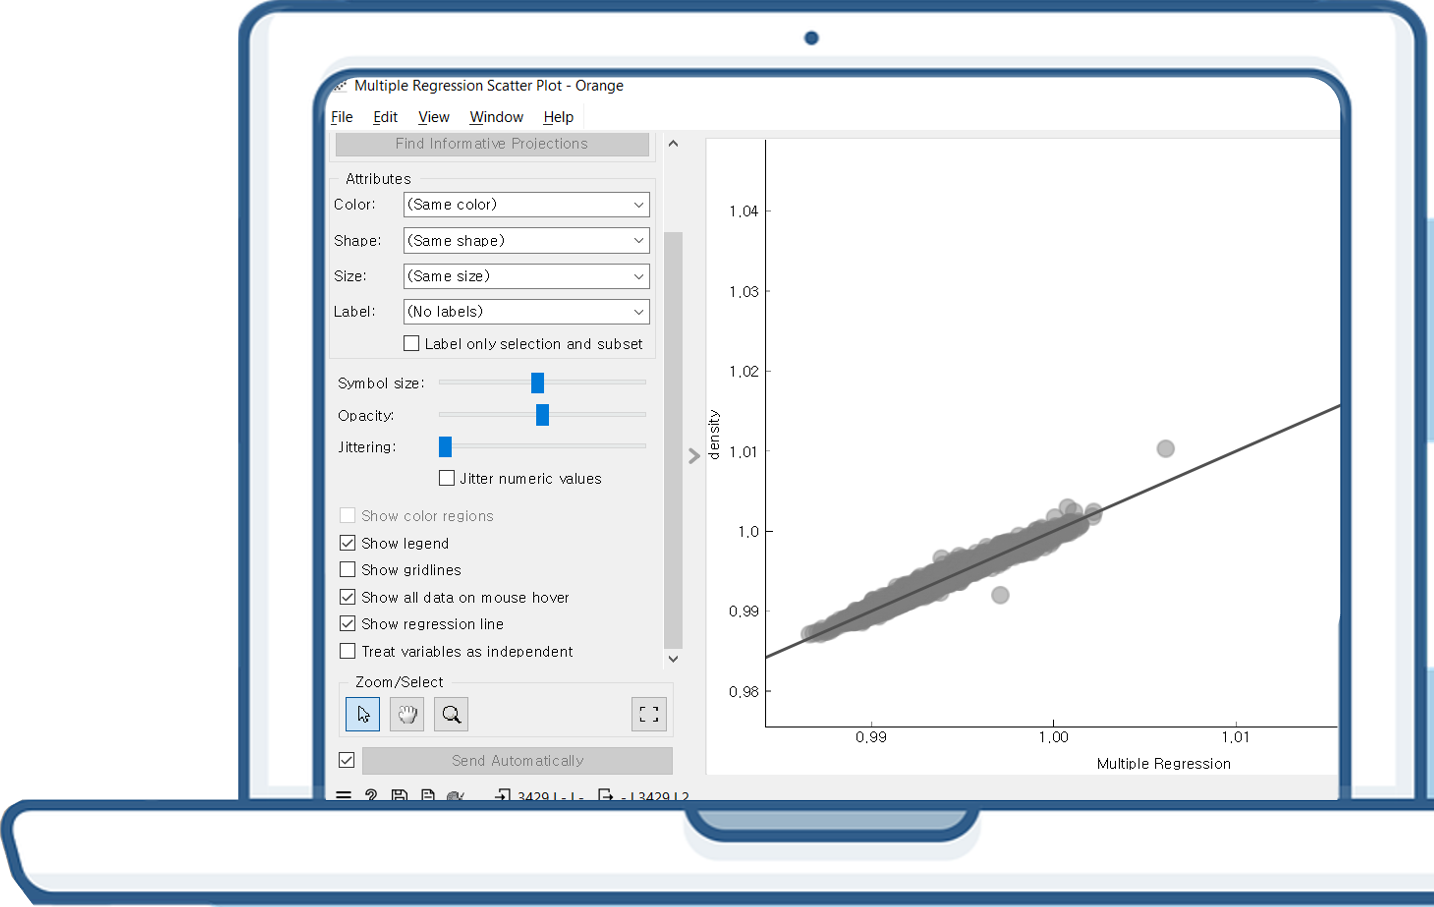 Multiple Regression Scatter Plot - Orange
File Edit View Window Help
Find Informative Projections
Attributes
Color: (Same color)
Shape: (Same shape)
Size: (Same size)
Label: (No labels)
Label only selection and subset
Symbol size:
Opacity:
Jittering:
Jitter numeric values
Show color regions
Show legend
Show gridlines
Show all data on mouse hover
Show regression line
Treat variables as independent
Zoom/Select
Send Automatically
3429 | - | - - | 3429 | 2
density
1.04
1.03
1.02
1.01
1.0
0.99
0.98
0.99 1.00 1.01
Multiple Regression